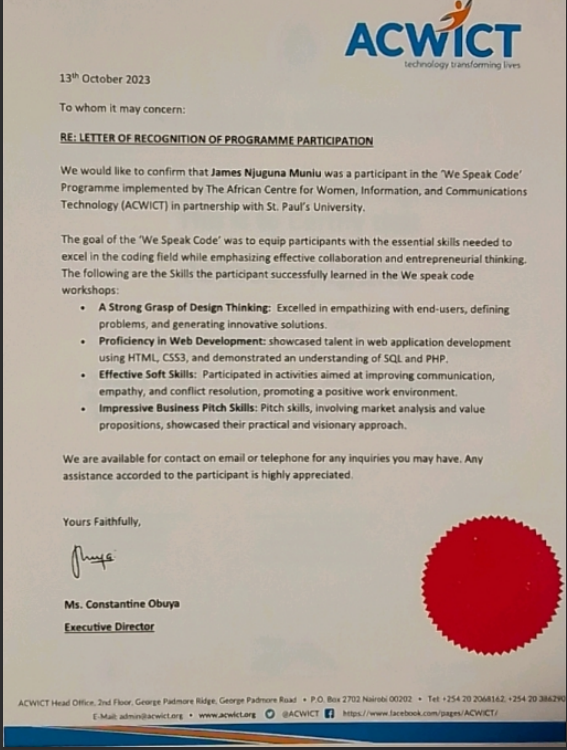 ACWICT
technology transforming lives
13th October 2023
To whom it may concern:
RE: LETTER OF RECOGNITION OF PROGRAMME PARTICIPATION
We would like to confirm that James Njuguna Muniu was a participant in the 'We Speak Code'
Programme implemented by The African Centre for Women, Information, and Communications
Technology (ACWICT) in partnership with St. Paul's University.
The goal of the 'We Speak Code' was to equip participants with the essential skills needed to
excel in the coding field while emphasizing effective collaboration and entrepreneurial thinking.
The following are the Skills the participant successfully learned in the We speak code
workshops:
• A Strong Grasp of Design Thinking: Excelled in empathizing with end-users, defining
problems, and generating innovative solutions.
• Proficiency in Web Development: showcased talent in web application development
using HTML, CSS3, and demonstrated an understanding of SQL and PHP.
• Effective Soft Skills: Participated in activities aimed at improving communication,
empathy, and conflict resolution, promoting a positive work environment.
• Impressive Business Pitch Skills: Pitch skills, involving market analysis and value
propositions, showcased their practical and visionary approach.
We are available for contact on email or telephone for any inquiries you may have. Any
assistance accorded to the participant is highly appreciated.
Yours Faithfully,
Ms. Constantine Obuya
Executive Director
ACWICT Head Office, 2nd Floor, George Padmore Ridge, George Padmore Road • P.O. Box 2702 Nairobi 00202 • Tel: +254 20 2068162, +254 20 386290
E-Mail: admin@acwict.org • www.acwict.org @ACWICT https://www.facebook.com/pages/ACWICT/